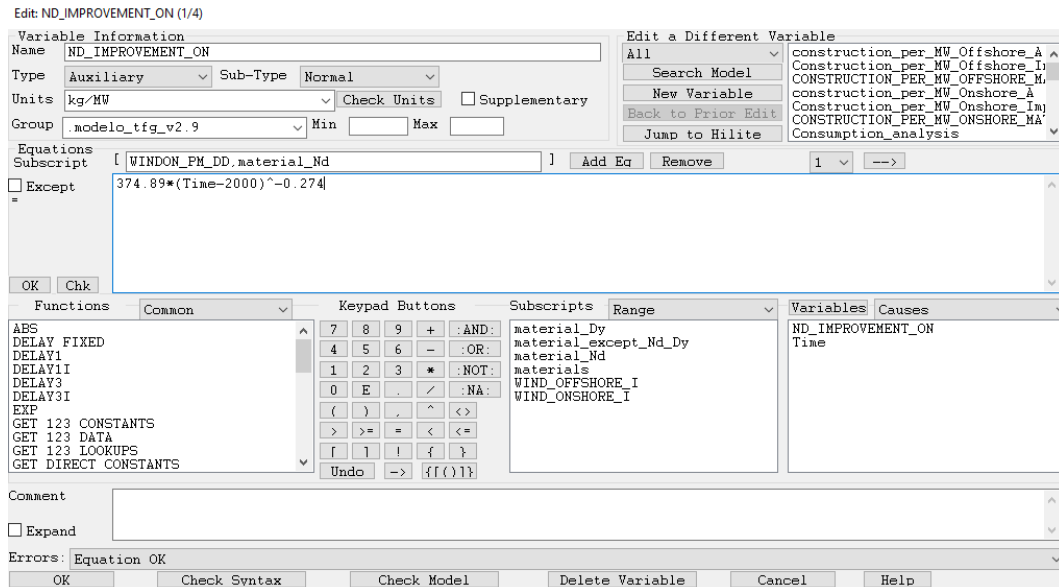 Edit: ND_IMPROVEMENT_ON (1/4)
Variable Information
Name ND_IMPROVEMENT_ON
Type Auxiliary Sub-Type Normal
Units kg/MW Check Units Supplementary
Group .modelo_tfg_v2.9 Min Max
Edit a Different Variable
All
Search Model
New Variable
Back to Prior Edit
Jump to Hilite
construction_per_MW_Offshore_A
Construction_per_MW_Offshore_I
CONSTRUCTION_PER_MW_OFFSHORE_M
construction_per_MW_Onshore_A
Construction_per_MW_Onshore_Im
CONSTRUCTION_PER_MW_ONSHORE_MA
Consumption_analysis
Equations
Subscript [ WINDON_PM_DD,material_Nd ] Add Eq Remove 1 -->
Except
=
374.89*(Time-2000)^-0.274
OK Chk
Functions Common
ABS
DELAY FIXED
DELAY1
DELAY1I
DELAY3
DELAY3I
EXP
GET 123 CONSTANTS
GET 123 DATA
GET 123 LOOKUPS
GET DIRECT CONSTANTS
Keypad Buttons
7 8 9 + :AND:
4 5 6 - :OR:
1 2 3 * :NOT:
0 E . / :NA:
( ) , ^ <>
> >= = < <=
[ ] ! { }
Undo -> {[()]}
Subscripts Range
material_Dy
material_except_Nd_Dy
material_Nd
materials
WIND_OFFSHORE_I
WIND_ONSHORE_I
Variables Causes
ND_IMPROVEMENT_ON
Time
Comment
Expand
Errors: Equation OK
OK Check Syntax Check Model Delete Variable Cancel Help